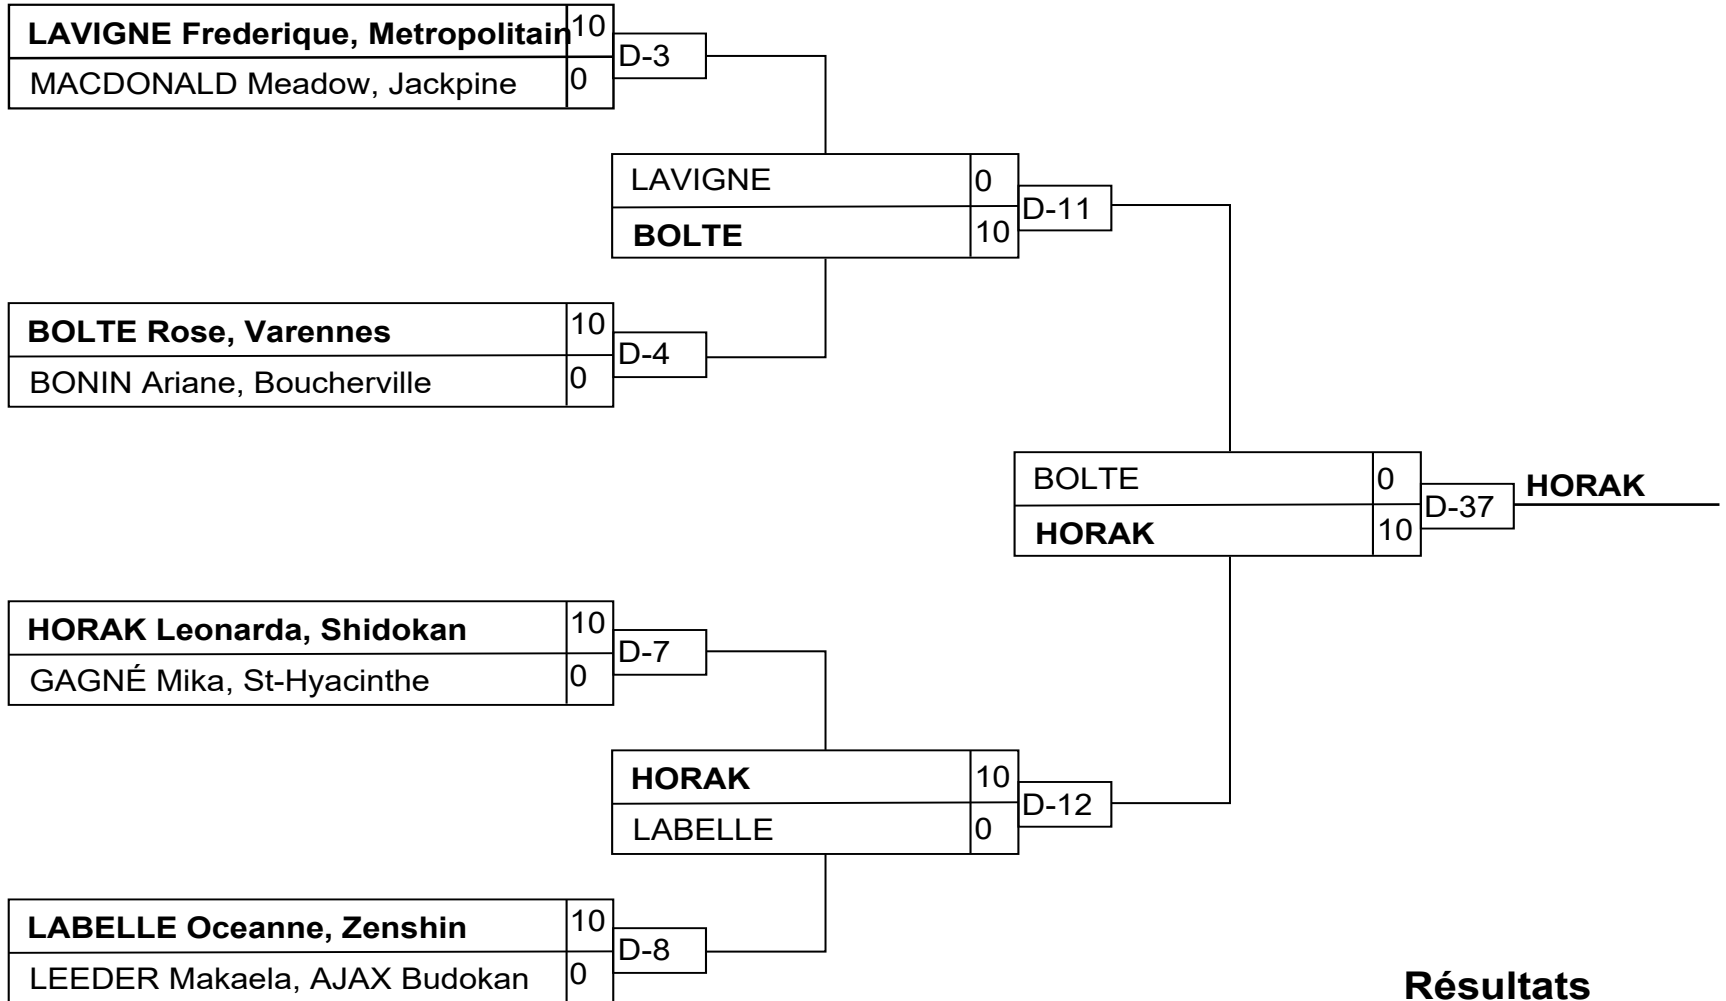 LAVIGNE Frederique, Metropolitain 10
D-3
MACDONALD Meadow, Jackpine 0
LAVIGNE 0
D-11
BOLTE 10
BOLTE Rose, Varennes 10
D-4
BONIN Ariane, Boucherville 0
BOLTE 0
HORAK
D-37
HORAK 10
HORAK Leonarda, Shidokan 10
D-7
GAGNÉ Mika, St-Hyacinthe 0
HORAK 10
D-12
LABELLE 0
LABELLE Oceanne, Zenshin 10
D-8
LEEDER Makaela, AJAX Budokan 0
Résultats